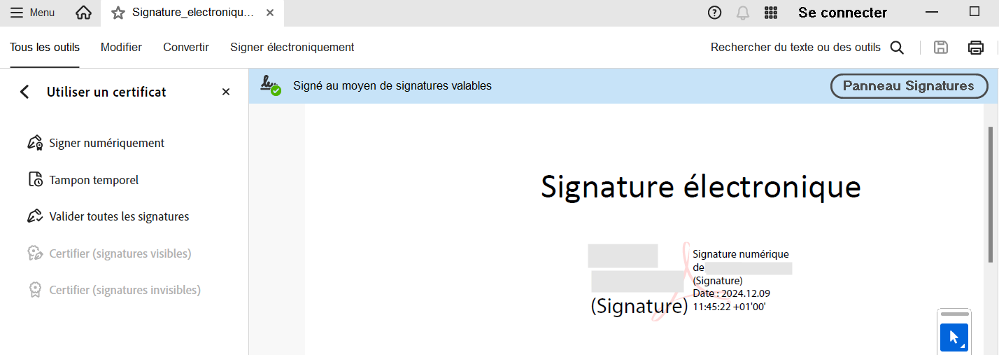 Menu
Signature_electroniqu...
Se connecter
Tous les outils
Modifier
Convertir
Signer électroniquement
Rechercher du texte ou des outils
Utiliser un certificat
Signé au moyen de signatures valables
Panneau Signatures
Signer numériquement
Tampon temporel
Valider toutes les signatures
Certifier (signatures visibles)
Certifier (signatures invisibles)
Signature électronique
(Signature)
Signature numérique
de
(Signature)
Date : 2024.12.09
11:45:22 +01'00'